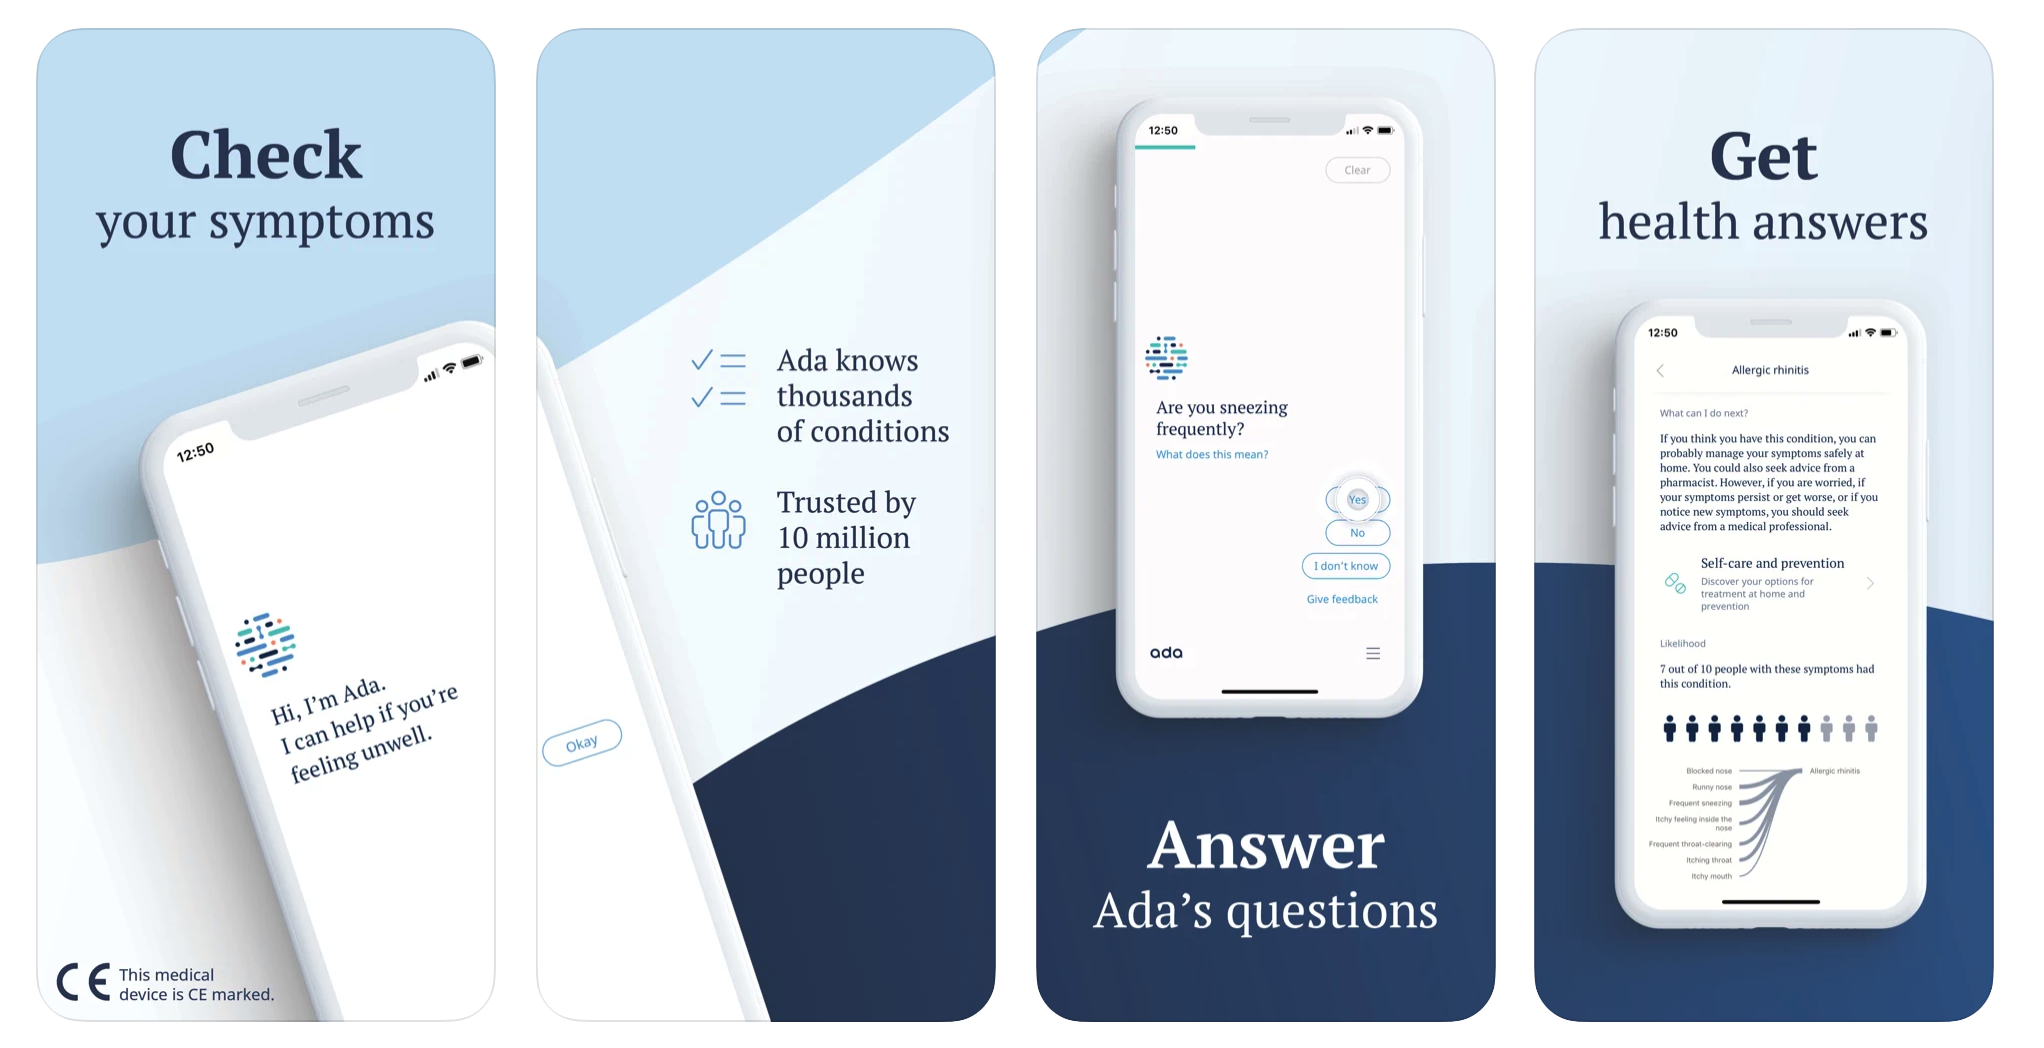 Check
your symptoms
12:50
Hi, I'm Ada.
I can help if you're
feeling unwell.
CE This medical
device is CE marked.
Ada knows
thousands
of conditions
Trusted by
10 million
people
Okay
12:50
Clear
Are you sneezing
frequently?
What does this mean?
Yes
No
I don't know
Give feedback
ada
Answer
Ada's questions
Get
health answers
12:50
Allergic rhinitis
What can I do next?
If you think you have this condition, you can
probably manage your symptoms safely at
home. You could also seek advice from a
pharmacist. However, if you are worried, if
your symptoms persist or get worse, or if you
notice new symptoms, you should seek
advice from a medical professional.
Self-care and prevention
Discover your options for
treatment at home and
prevention
Likelihood
7 out of 10 people with these symptoms had
this condition.
Blocked nose
Allergic rhinitis
Runny nose
Frequent sneezing
Itchy feeling inside the
nose
Frequent throat-clearing
Itching throat
Itchy mouth